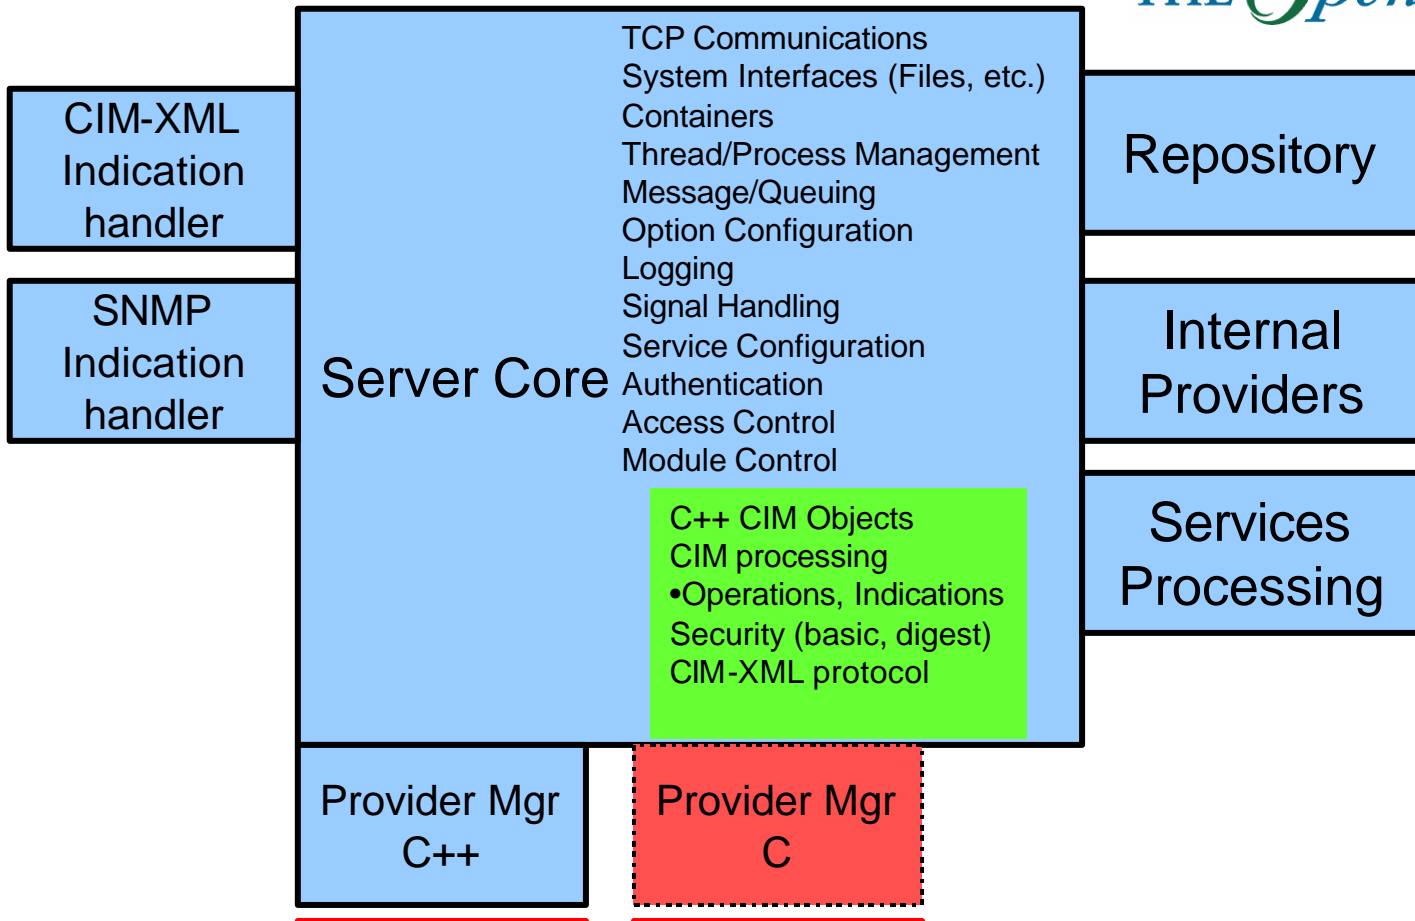 THE Open
TCP Communications
System Interfaces (Files, etc.)
Containers
Thread/Process Management
Message/Queuing
Option Configuration
Logging
Signal Handling
Service Configuration
Authentication
Access Control
Module Control
CIM-XML
Indication
handler
SNMP
Indication
handler
Server Core
Repository
Internal
Providers
Services
Processing
C++ CIM Objects
CIM processing
•Operations, Indications
Security (basic, digest)
CIM-XML protocol
Provider Mgr
C++
Provider Mgr
C